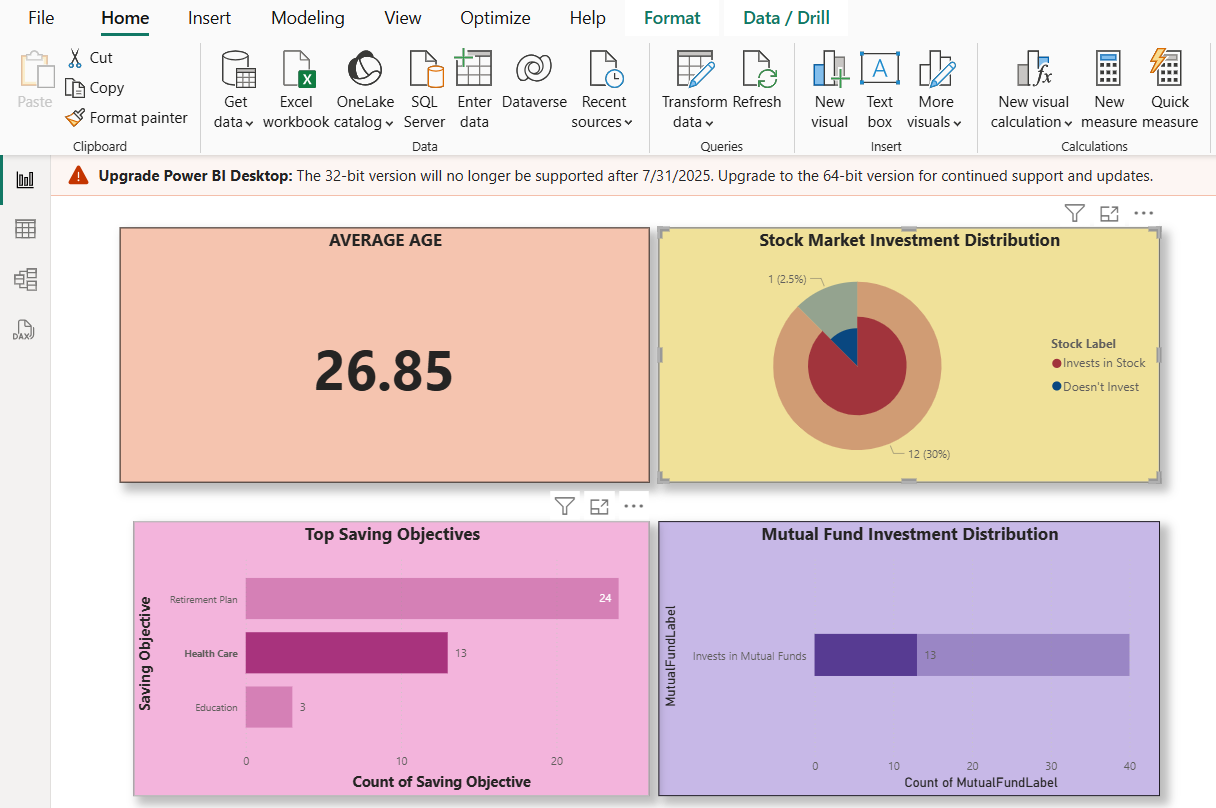 File Home Insert Modeling View Optimize Help Format Data / Drill
Paste
Cut
Copy
Format painter
Clipboard
Get data
Excel workbook
OneLake catalog
SQL Server
Enter data
Dataverse
Recent sources
Data
Transform data
Refresh
Queries
New visual
Text box
More visuals
Insert
New visual calculation
New measure
Quick measure
Calculations
Upgrade Power BI Desktop: The 32-bit version will no longer be supported after 7/31/2025. Upgrade to the 64-bit version for continued support and updates.
DAX
AVERAGE AGE
26.85
Stock Market Investment Distribution
1 (2.5%)
12 (30%)
Stock Label
Invests in Stock
Doesn't Invest
Top Saving Objectives
Saving Objective
Retirement Plan 24
Health Care 13
Education 3
0 10 20
Count of Saving Objective
Mutual Fund Investment Distribution
MutualFundLabel
Invests in Mutual Funds 13
0 10 20 30 40
Count of MutualFundLabel